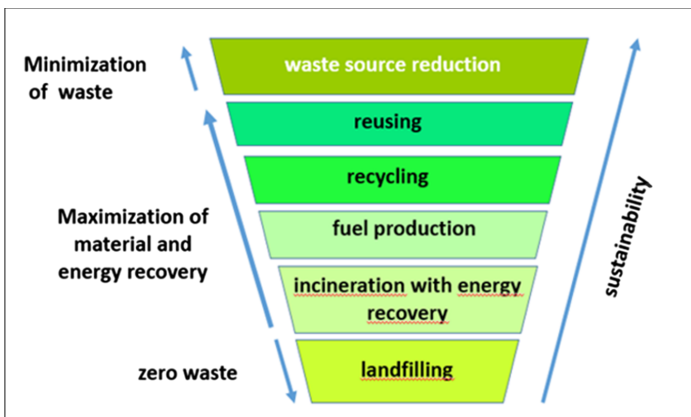 Minimization
of waste
waste source reduction
reusing
recycling
Maximization of
material and
energy recovery
fuel production
incineration with energy
recovery
sustainability
zero waste
landfilling